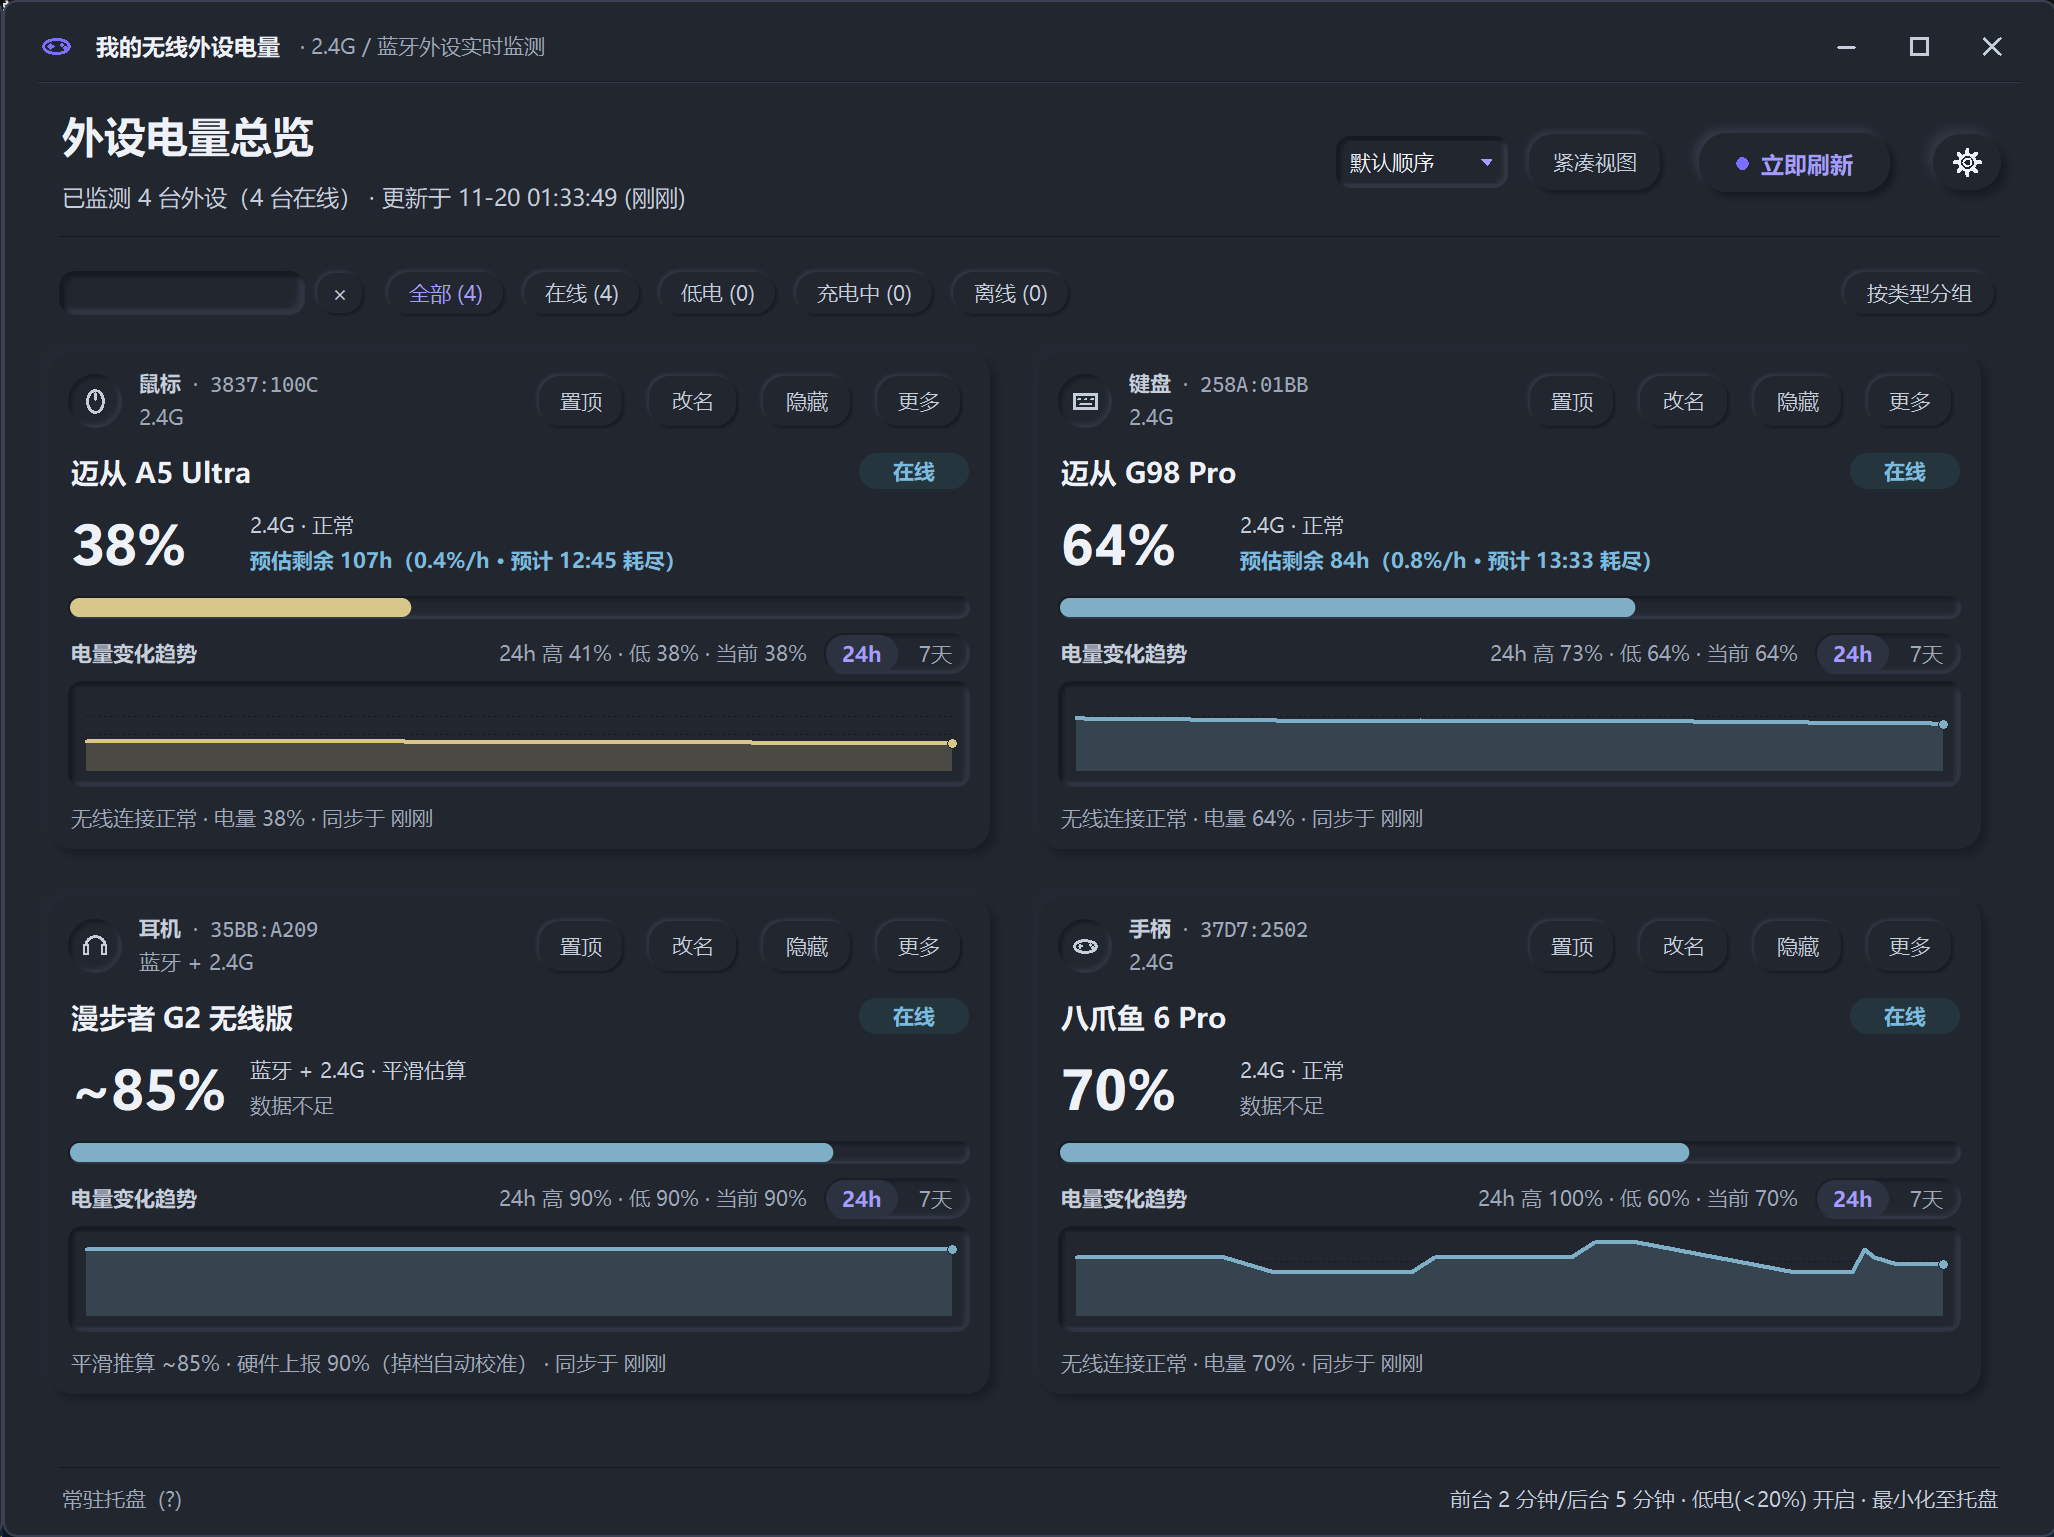 我的无线外设电量 · 2.4G / 蓝牙外设实时监测
外设电量总览
已监测 4 台外设（4 台在线） · 更新于 11-20 01:33:49 (刚刚)
默认顺序
紧凑视图
立即刷新
×
全部 (4)
在线 (4)
低电 (0)
充电中 (0)
离线 (0)
按类型分组
鼠标 · 3837:100C
2.4G
置顶
改名
隐藏
更多
迈从 A5 Ultra
在线
38%
2.4G · 正常
预估剩余 107h（0.4%/h • 预计 12:45 耗尽）
电量变化趋势
24h 高 41% · 低 38% · 当前 38%
24h
7天
无线连接正常 · 电量 38% · 同步于 刚刚
键盘 · 258A:01BB
2.4G
置顶
改名
隐藏
更多
迈从 G98 Pro
在线
64%
2.4G · 正常
预估剩余 84h（0.8%/h • 预计 13:33 耗尽）
电量变化趋势
24h 高 73% · 低 64% · 当前 64%
24h
7天
无线连接正常 · 电量 64% · 同步于 刚刚
耳机 · 35BB:A209
蓝牙 + 2.4G
置顶
改名
隐藏
更多
漫步者 G2 无线版
在线
~85%
蓝牙 + 2.4G · 平滑估算
数据不足
电量变化趋势
24h 高 90% · 低 90% · 当前 90%
24h
7天
平滑推算 ~85% · 硬件上报 90%（掉档自动校准） · 同步于 刚刚
手柄 · 37D7:2502
2.4G
置顶
改名
隐藏
更多
八爪鱼 6 Pro
在线
70%
2.4G · 正常
数据不足
电量变化趋势
24h 高 100% · 低 60% · 当前 70%
24h
7天
无线连接正常 · 电量 70% · 同步于 刚刚
常驻托盘 (?)
前台 2 分钟/后台 5 分钟 · 低电(<20%) 开启 · 最小化至托盘